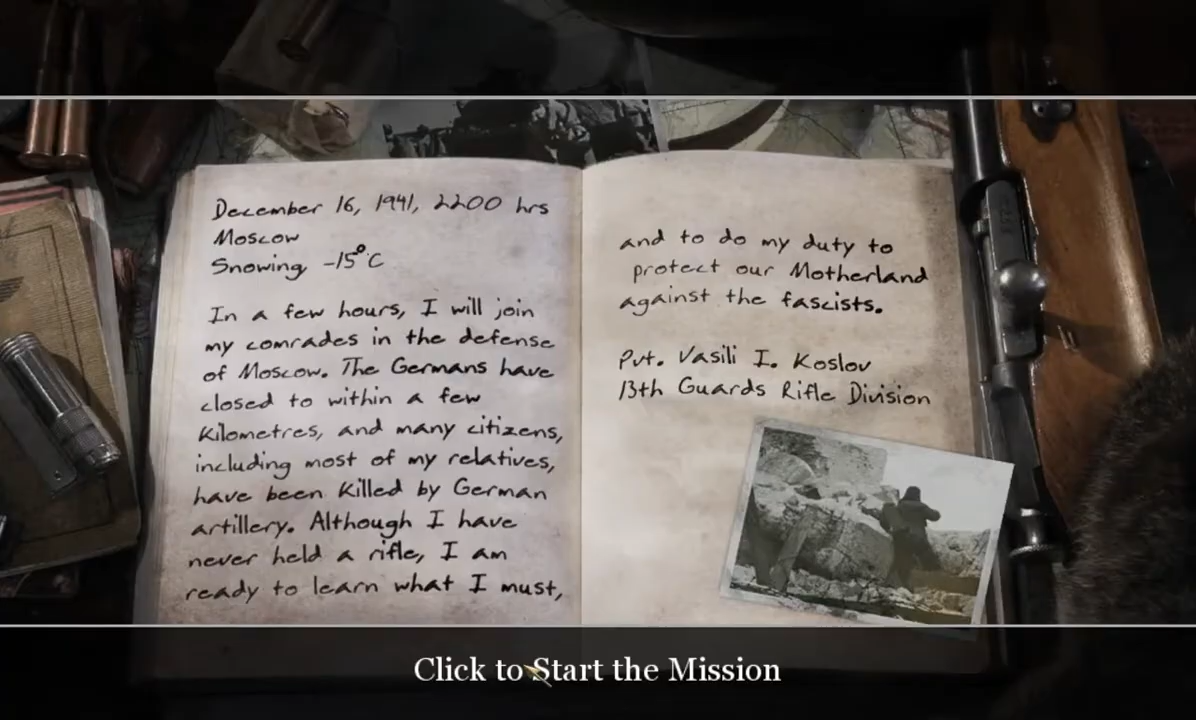 December 16, 1941, 2200 hrs
Moscow
Snowing, -15°C
In a few hours, I will join
my comrades in the defense
of Moscow. The Germans have
closed to within a few
kilometres, and many citizens,
including most of my relatives,
have been killed by German
artillery. Although I have
never held a rifle, I am
ready to learn what I must,
and to do my duty to
protect our Motherland
against the fascists.
Pvt. Vasili I. Koslov
13th Guards Rifle Division
Click to Start the Mission